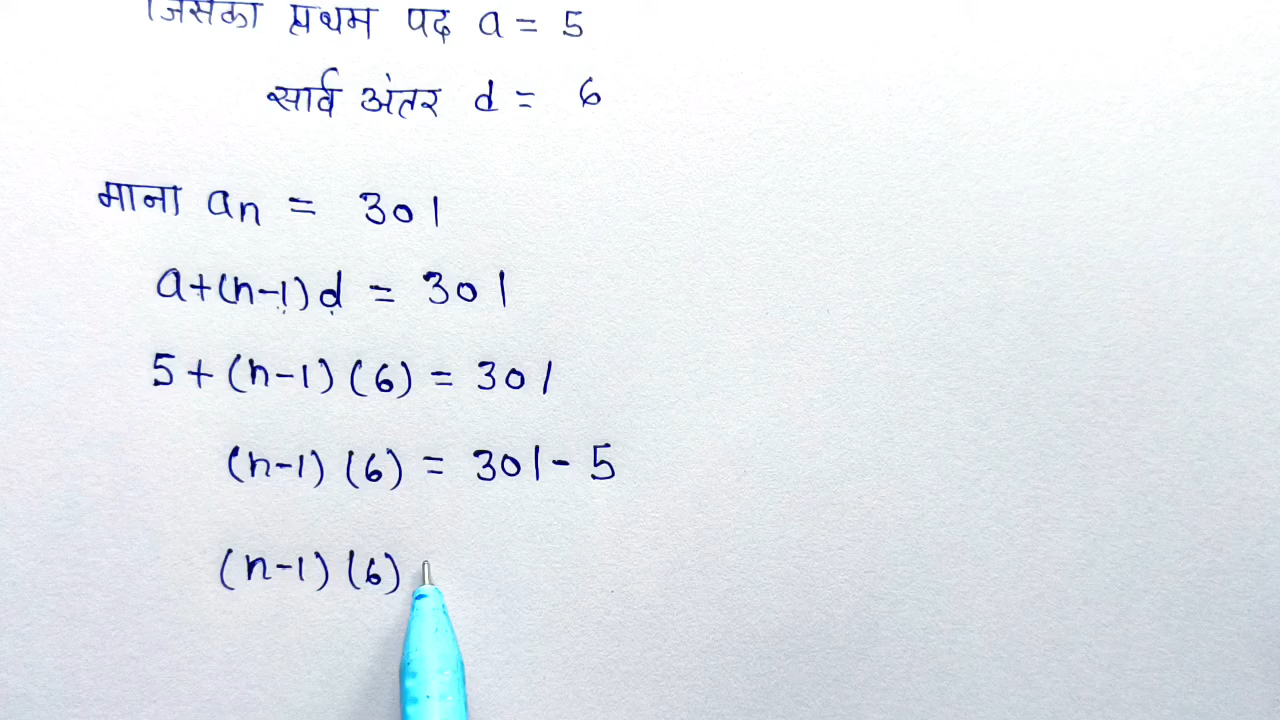 जिसका प्रथम पद a = 5
सार्व अंतर d = 6
माना an = 301
a+(n-1)d = 301
5+(n-1)(6) = 301
(n-1)(6) = 301-5
(n-1)(6)